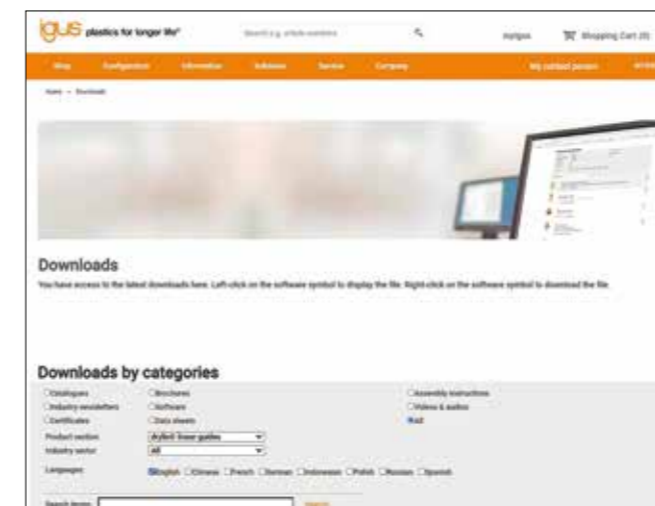 igus plastics for longer life®
Search e.g. article numbers
myigus Shopping Cart (0)
Shop Configurators Information Industries Service Company My contact person
Home Downloads
Downloads
You have access to the latest downloads here. Left-click on the software symbol to display the file. Right-click on the software symbol to download the file.
Downloads by categories
Catalogues Brochures Assembly instructions
Industry newsletters Software Videos & audios
Certificates Data sheets All
Product section drylin® linear guides
Industry sector All
Languages English Chinese French German Indonesian Polish Russian Spanish
Search terms